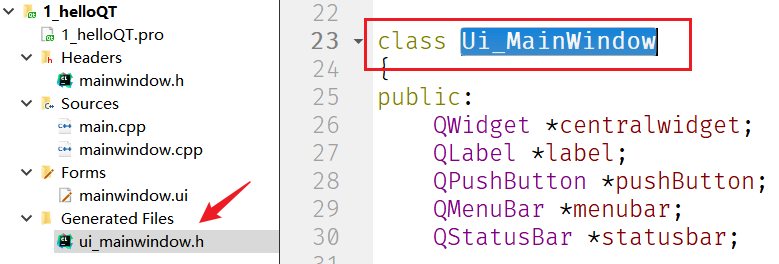 1_helloQT
1_helloQT.pro
Headers
mainwindow.h
Sources
main.cpp
mainwindow.cpp
Forms
mainwindow.ui
Generated Files
ui_mainwindow.h
22
23 class Ui_MainWindow
24 {
25 public:
26 QWidget *centralwidget;
27 QLabel *label;
28 QPushButton *pushButton;
29 QMenuBar *menubar;
30 QStatusBar *statusbar;
31